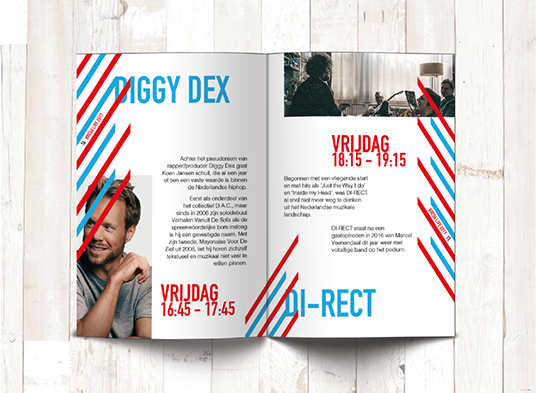 DIGGY DEX
Achter het pseudoniem van
rapper/producer Diggy Dex gaat
Koen Jansen schuil, die al een jaar
of tien een vaste waarde is binnen
de Nederlandse hiphop.
Eerst als onderdeel van
het collectief D.A.C., maar
sinds in 2006 zijn solodebuut
Verhalen Vanuit De Sofa als de
spreekwoordelijke bom insloeg
is hij een gevestigde naam. Met
zijn tweede, Mayonaise Voor De
Ziel uit 2008, liet hij horen zichzelf
tekstueel en muzikaal niet vast te
willen pinnen.
VRIJDAG
16:45 - 17:45
VRIJDAG
18:15 - 19:15
Begonnen met een vliegende start
en met hits als 'Just the Way I do'
en 'Inside my Head', was DI-RECT
al snel niet meer weg te denken
uit het Nederlandse muzikale
landschap.
DI-RECT staat na een
gastoptreden in 2016 van Marcel
Veenendaal dit jaar weer met
voltallige band op het podium.
DI-RECT